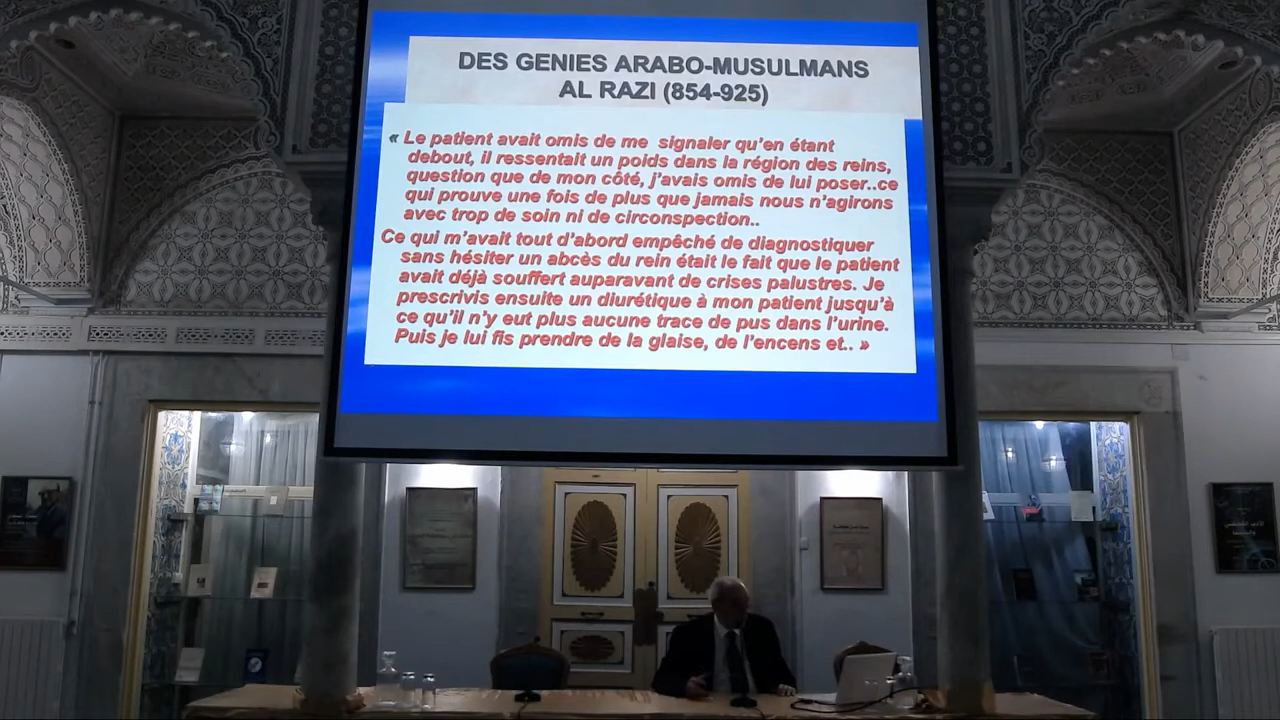 DES GENIES ARABO-MUSULMANS
AL RAZI (854-925)
« Le patient avait omis de me signaler qu'en étant
debout, il ressentait un poids dans la région des reins,
question que de mon côté, j'avais omis de lui poser..ce
qui prouve une fois de plus que jamais nous n'agirons
avec trop de soin ni de circonspection..
Ce qui m'avait tout d'abord empêché de diagnostiquer
sans hésiter un abcès du rein était le fait que le patient
avait déjà souffert auparavant de crises palustres. Je
prescrivis ensuite un diurétique à mon patient jusqu'à
ce qu'il n'y eut plus aucune trace de pus dans l'urine.
Puis je lui fis prendre de la glaise, de l'encens et.. »